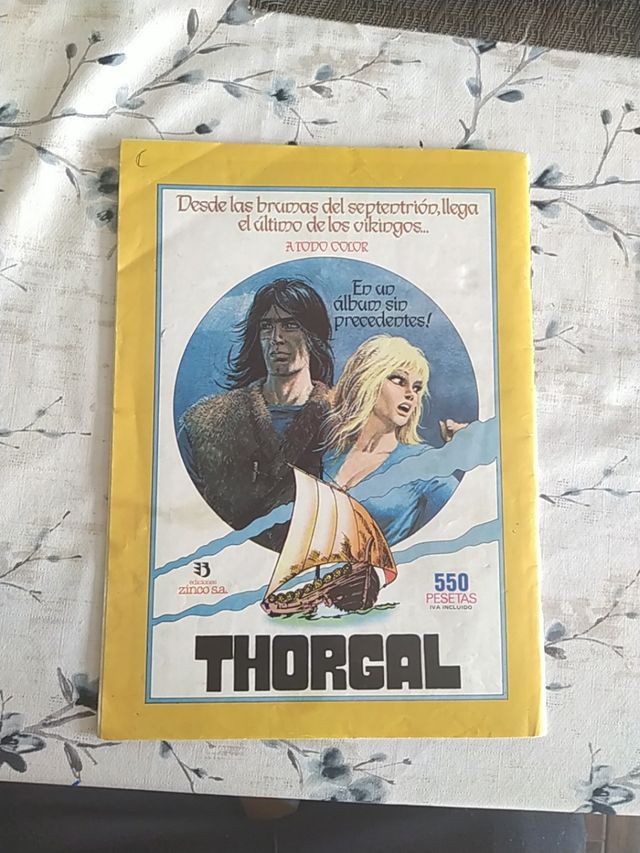 Desde las brumas del septentrión, llega
el último de los vikingos...
A TODO COLOR
En un
álbum sin
precedentes!
ediciones
zinco s.a.
550
PESETAS
IVA INCLUIDO
THORGAL